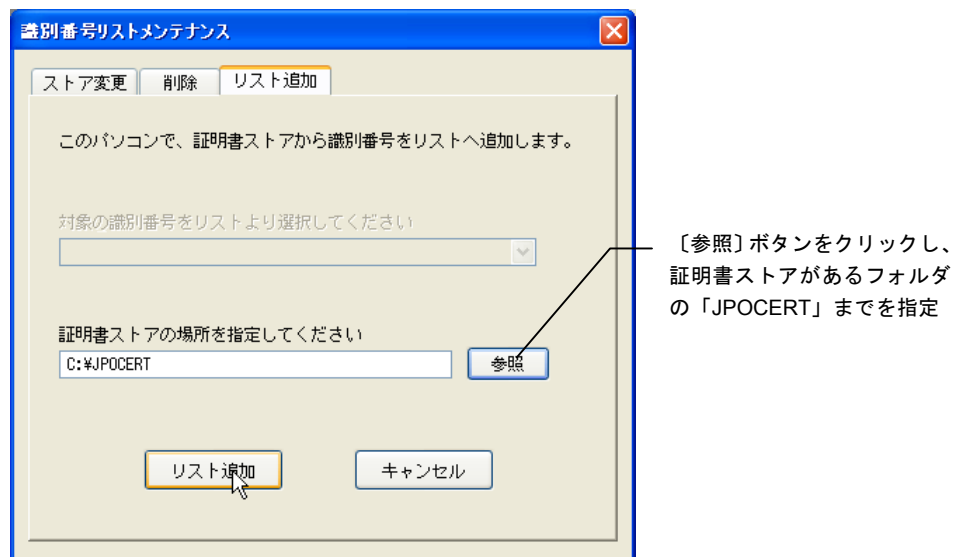 識別番号リストメンテナンス
ストア変更 削除 リスト追加
このパソコンで、証明書ストアから識別番号をリストへ追加します。
対象の識別番号をリストより選択してください
証明書ストアの場所を指定してください
C:¥JPOCERT 参照
リスト追加 キャンセル
〔参照〕ボタンをクリックし、
証明書ストアがあるフォルダ
の「JPOCERT」までを指定